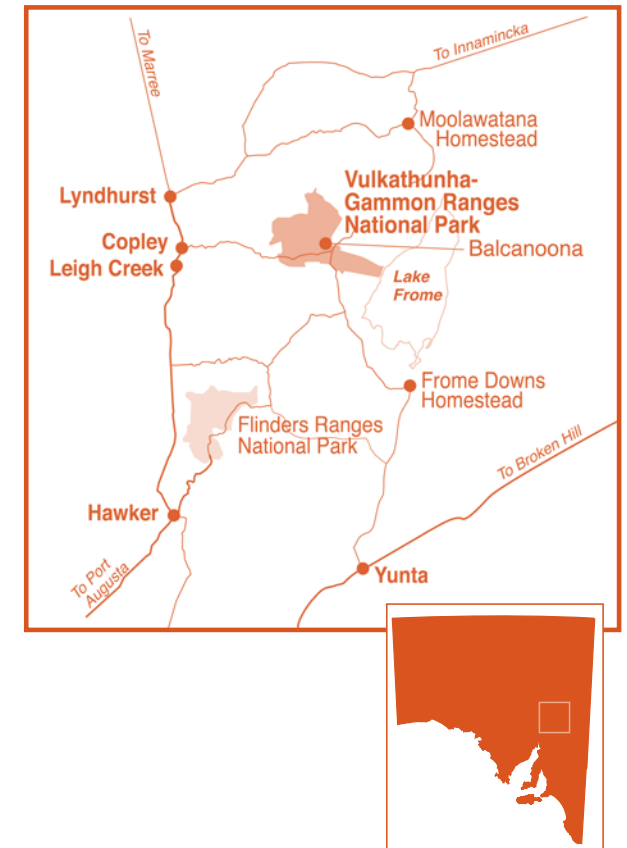 To Marree
To Innamincka
Moolawatana
Homestead
Lyndhurst
Vulkathunha-
Gammon Ranges
National Park
Copley
Balcanoona
Leigh Creek
Lake
Frome
Frome Downs
Homestead
Flinders Ranges
National Park
To Broken Hill
Hawker
To Port
Augusta
Yunta